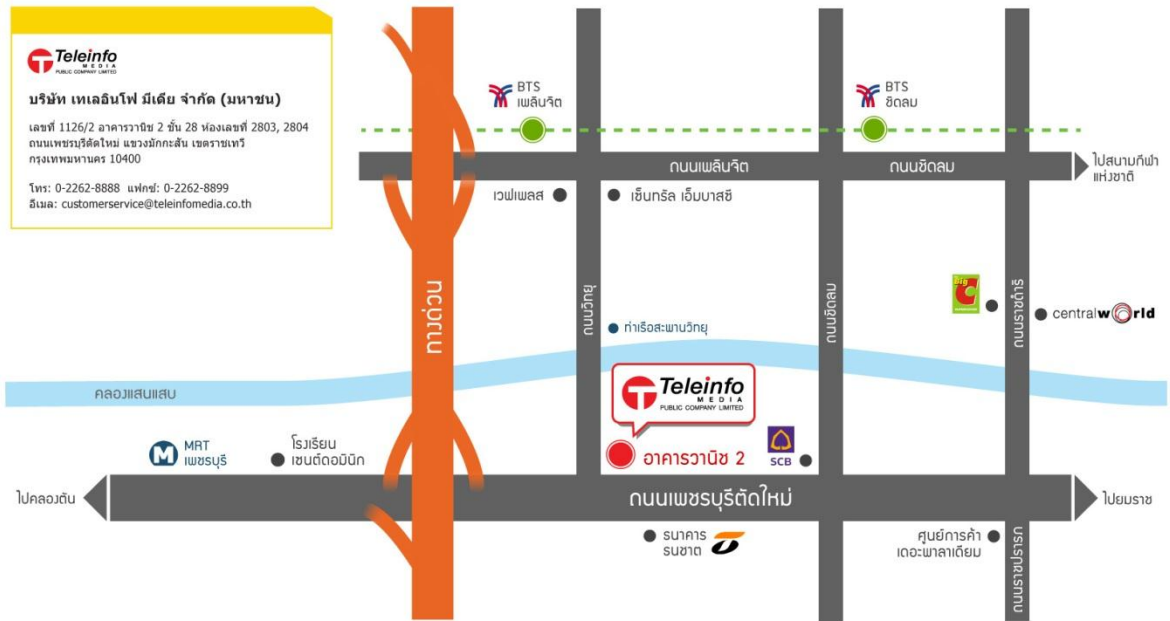 Teleinfo
MEDIA
PUBLIC COMPANY LIMITED
บริษัท เทเลอินโฟ มีเดีย จำกัด (มหาชน)
เลขที่ 1126/2 อาคารวานิช 2 ชั้น 28 ห้องเลขที่ 2803, 2804
ถนนเพชรบุรีตัดใหม่ แขวงมักกะสัน เขตราชเทวี
กรุงเทพมหานคร 10400
โทร: 0-2262-8888 แฟกซ์: 0-2262-8899
อีเมล: customerservice@teleinfomedia.co.th
BTS
เพลินจิต
BTS
ชิดลม
ถนนเพลินจิต
ถนนชิดลม
ไปสนามกีฬา
แห่งชาติ
เวฟเพลส
เซ็นทรัล เอ็มบาสซี
ทางด่วน
ถนนวิทยุ
ถนนชิดลม
ถนนราชดำริ
Big
C
centralworld
ท่าเรือสะพานวิทยุ
คลองแสนแสบ
Teleinfo
MEDIA
PUBLIC COMPANY LIMITED
MRT
เพชรบุรี
โรงเรียน
เซนต์ดอมินิก
อาคารวานิช 2
SCB
ไปคลองตัน
ถนนเพชรบุรีตัดใหม่
ไปยมราช
ธนาคาร
ธนชาต
ศูนย์การค้า
เดอะพาลาเดียม
ถนนราชปรารภ